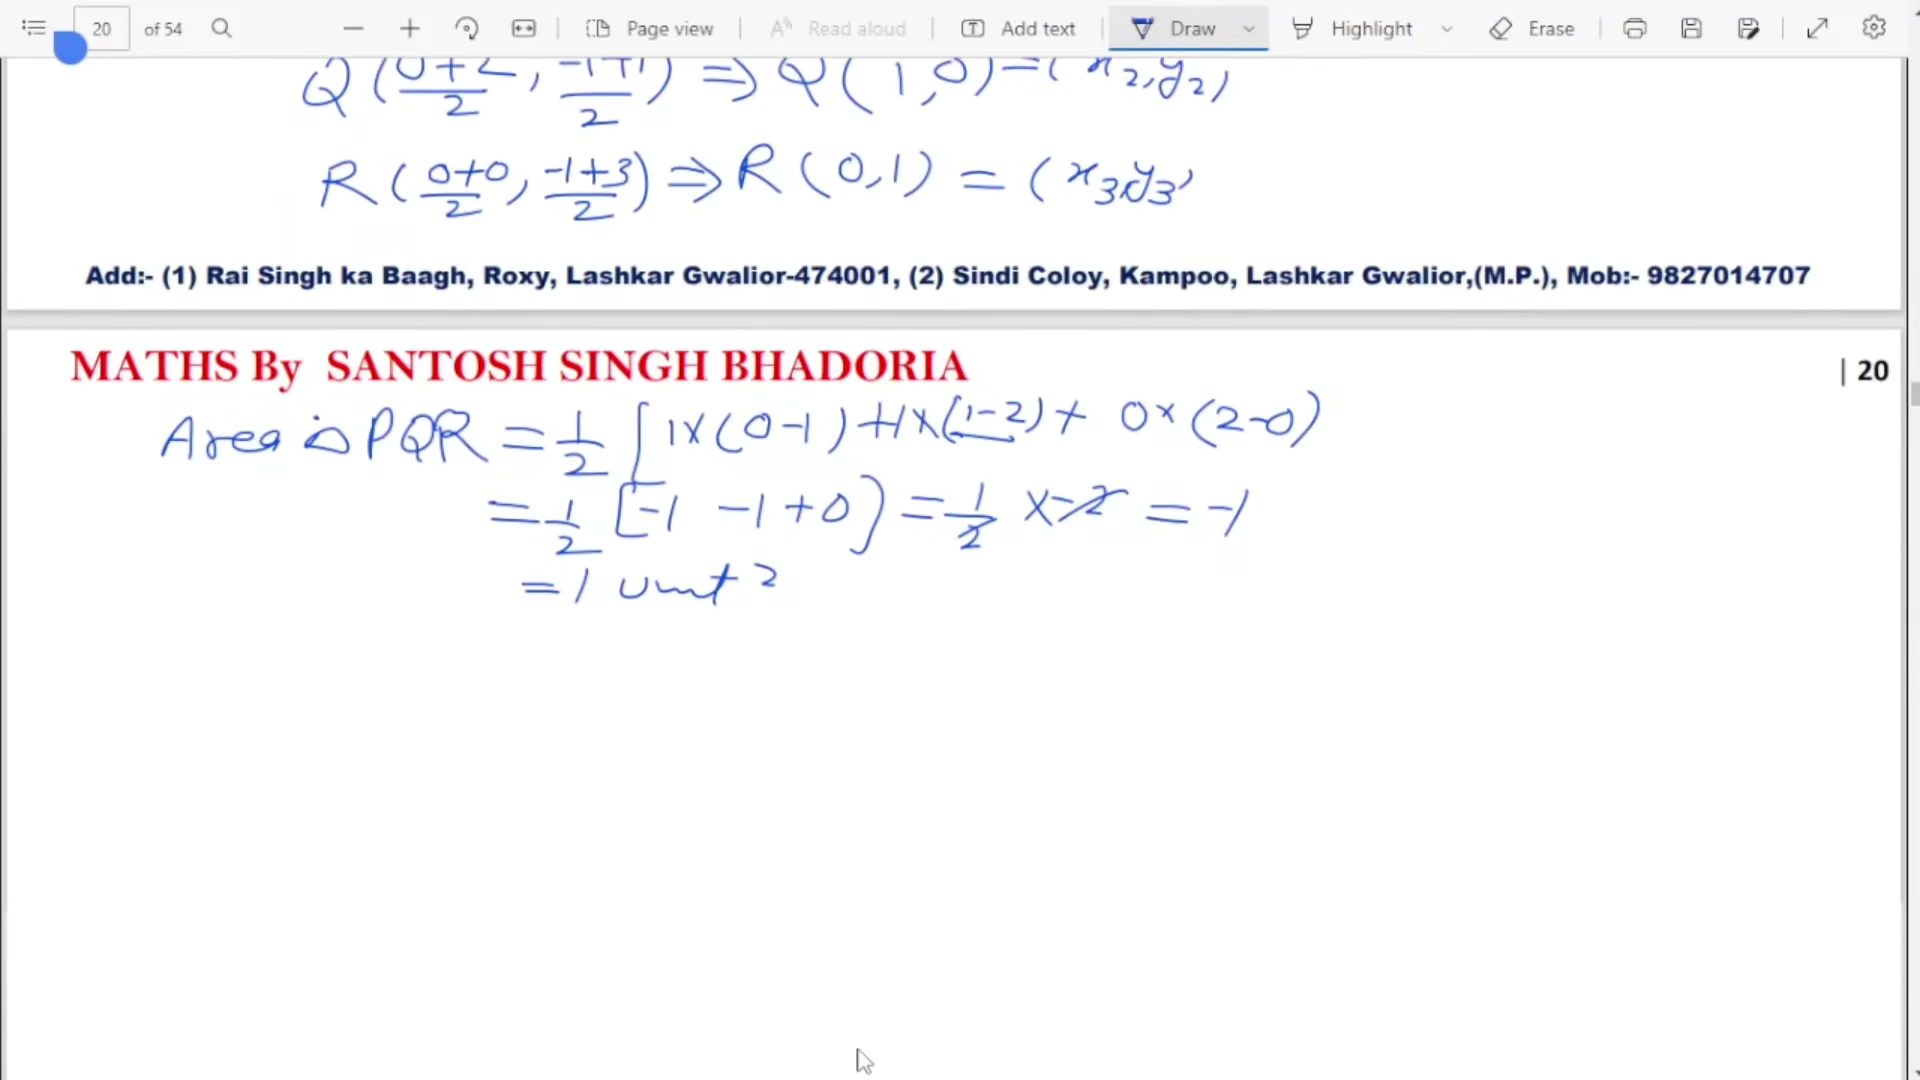 20 of 54 Page view Read aloud Add text Draw Highlight Erase
Q (0+2/2, -1+1/2) ⇒ Q (1,0) = (x2,y2)
R (0+0/2, -1+3/2) ⇒ R (0,1) = (x3,y3)
Add:- (1) Rai Singh ka Baagh, Roxy, Lashkar Gwalior-474001, (2) Sindi Coloy, Kampoo, Lashkar Gwalior,(M.P.), Mob:- 9827014707
MATHS By SANTOSH SINGH BHADORIA | 20
Area △ PQR = 1/2 [1×(0-1)+1×(1-2)+ 0×(2-0)
= 1/2 [-1 -1+0] = 1/2 ×-2 = -1
= 1 unit 2